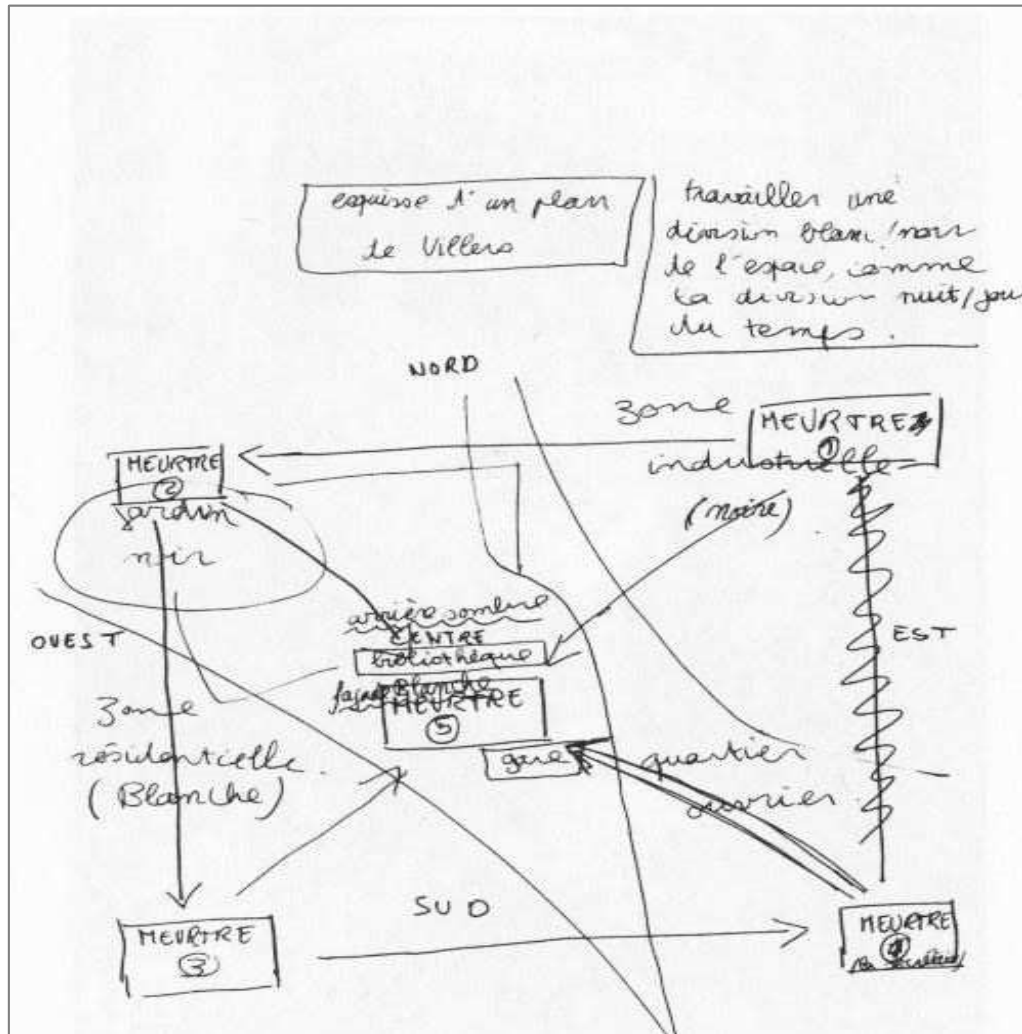 esquisse d'un plan
de Villers
travailler une
division blanc/noir
de l'espace, comme
la division nuit/jour
du temps.
NORD
zone
MEURTRE
①
industrielle
(noire)
MEURTRE
②
jardin
noir
OUEST
EST
arrière sombre
CENTRE
bibliothèque
façade blanche
MEURTRE
⑤
gare
quartier
ouvrier
zone
résidentielle
(Blanche)
SUD
MEURTRE
③
MEURTRE
④